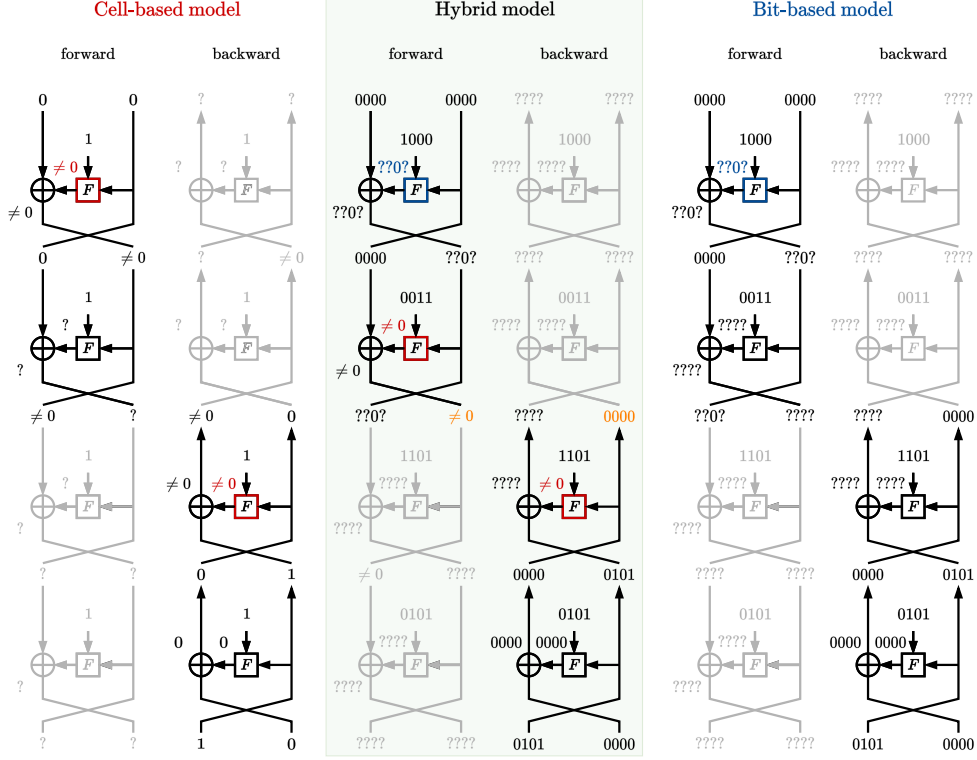 Cell-based model Hybrid model Bit-based model
forward backward forward backward forward backward
0 0 ? ? 0000 0000 ???? ???? 0000 0000 ???? ????
1 1 1000 1000 1000 1000
≠ 0 F ? ? F ??0? F ???? ???? F ??0? F ???? ???? F
≠ 0 ??0? ??0?
0 ≠ 0 ? ≠ 0 0000 ??0? ???? ???? 0000 ??0? ???? ????
1 1 0011 0011 0011 0011
? F ? ? F ≠ 0 F ???? ???? F ???? F ???? ???? F
? ≠ 0 ????
≠ 0 ? ≠ 0 0 ??0? ≠ 0 ???? 0000 ??0? ???? ???? 0000
1 1 1101 1101 1101 1101
? F ≠ 0 ≠ 0 F ???? F ???? ≠ 0 F ???? F ???? ???? F
? ???? ????
? ? 0 1 ≠ 0 ???? 0000 0101 ???? ???? 0000 0101
1 1 0101 0101 0101 0101
F 0 0 F ???? F 0000 0000 F ???? F 0000 0000 F
? ???? ????
? ? 1 0 ???? ???? 0101 0000 ???? ???? 0101 0000